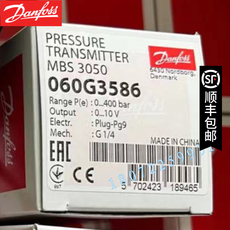 Danfoss
PRESSURE
TRANSMITTER
MBS 3050
Danfoss
6430 Nordborg,
Denmark
060G3586
Range P(e) : 0...400 bar
Output : 0...10 V
Electr. : Plug-Pg9
Mech. : G 1/4
EAC
CE
MADE IN CHINA
5 702423 189465
SF
顺丰包邮